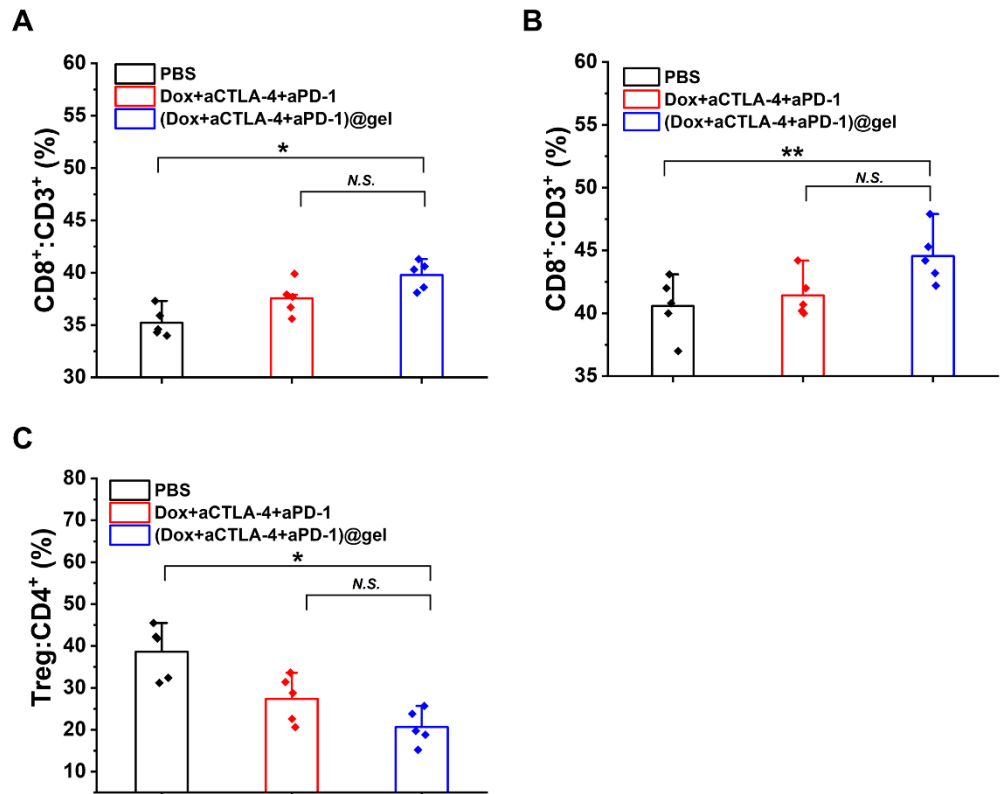 A
CD8⁺:CD3⁺ (%)
60
55
50
45
40
35
30
PBS
Dox+aCTLA-4+aPD-1
(Dox+aCTLA-4+aPD-1)@gel
*
N.S.
B
CD8⁺:CD3⁺ (%)
60
55
50
45
40
35
PBS
Dox+aCTLA-4+aPD-1
(Dox+aCTLA-4+aPD-1)@gel
**
N.S.
C
Treg:CD4⁺ (%)
80
70
60
50
40
30
20
10
PBS
Dox+aCTLA-4+aPD-1
(Dox+aCTLA-4+aPD-1)@gel
*
N.S.